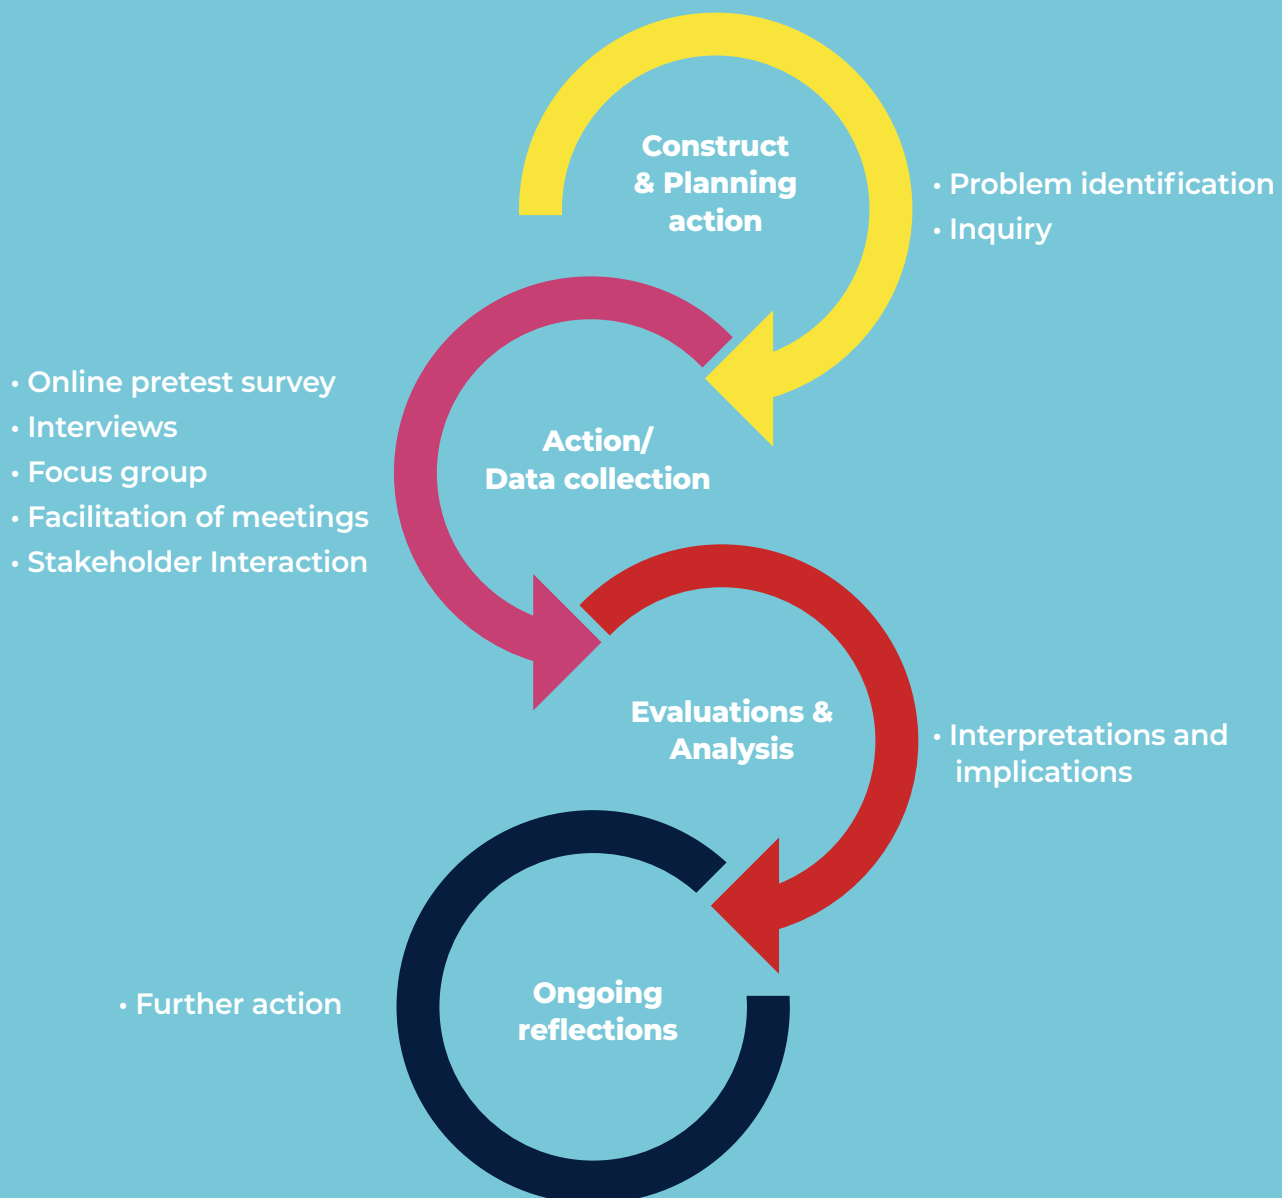 Construct
& Planning
action
• Problem identification
• Inquiry
• Online pretest survey
• Interviews
• Focus group
• Facilitation of meetings
• Stakeholder Interaction
Action/
Data collection
Evaluations &
Analysis
• Interpretations and
implications
• Further action
Ongoing
reflections